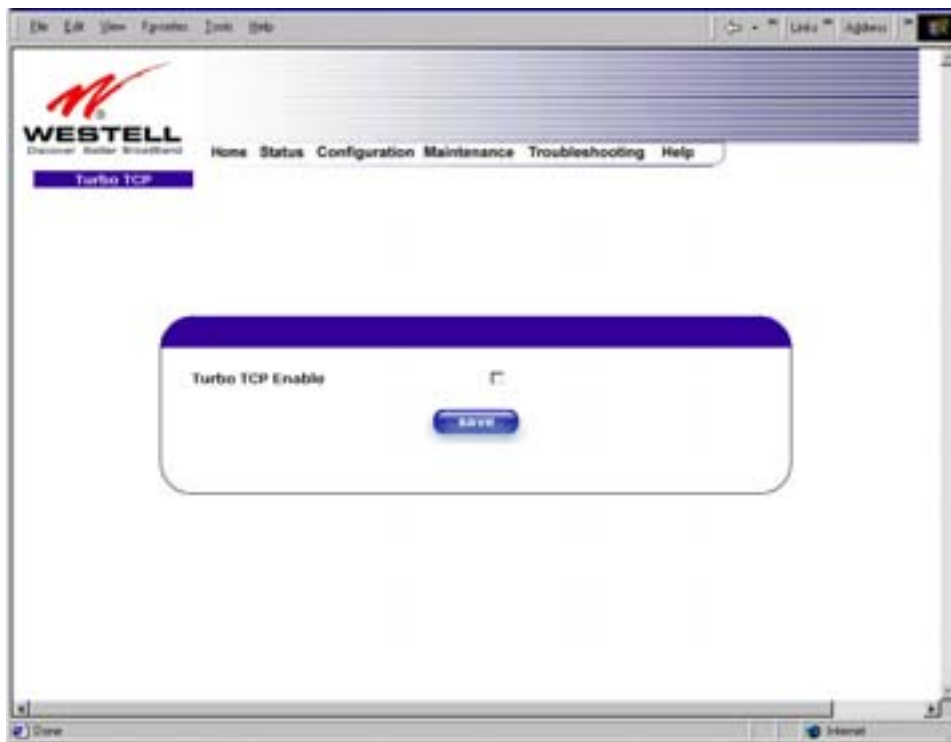 File Edit View Favorites Tools Help
Links Address
WESTELL
Discover Better Broadband
Home Status Configuration Maintenance Troubleshooting Help
Turbo TCP
Turbo TCP Enable
save
Done
Internet